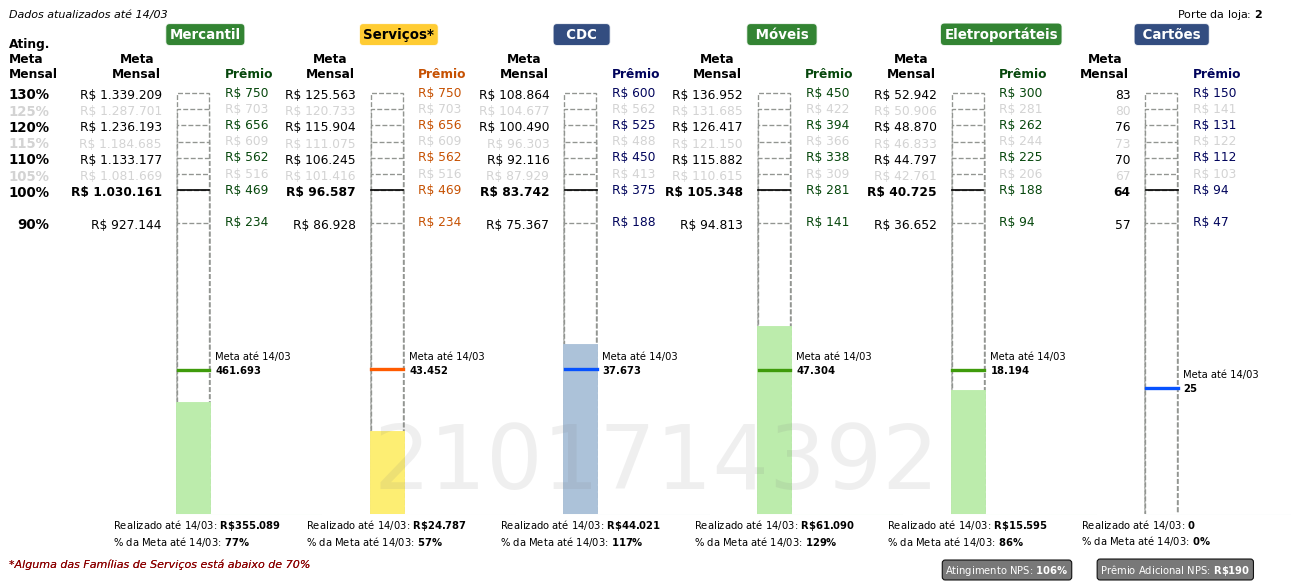 Dados atualizados até 14/03 Porte da loja: 2
Mercantil Serviços* CDC Móveis Eletroportáteis Cartões
Ating. Meta Mensal Meta Mensal Prêmio Meta Mensal Prêmio Meta Mensal Prêmio Meta Mensal Prêmio Meta Mensal Prêmio Meta Mensal Prêmio
130% R$ 1.339.209 R$ 750 R$ 125.563 R$ 750 R$ 108.864 R$ 600 R$ 136.952 R$ 450 R$ 52.942 R$ 300 83 R$ 150
125% R$ 1.287.701 R$ 703 R$ 120.733 R$ 703 R$ 104.677 R$ 562 R$ 131.685 R$ 422 R$ 50.906 R$ 281 80 R$ 141
120% R$ 1.236.193 R$ 656 R$ 115.904 R$ 656 R$ 100.490 R$ 525 R$ 126.417 R$ 394 R$ 48.870 R$ 262 76 R$ 131
115% R$ 1.184.685 R$ 609 R$ 111.075 R$ 609 R$ 96.303 R$ 488 R$ 121.150 R$ 366 R$ 46.833 R$ 244 73 R$ 122
110% R$ 1.133.177 R$ 562 R$ 106.245 R$ 562 R$ 92.116 R$ 450 R$ 115.882 R$ 338 R$ 44.797 R$ 225 70 R$ 112
105% R$ 1.081.669 R$ 516 R$ 101.416 R$ 516 R$ 87.929 R$ 413 R$ 110.615 R$ 309 R$ 42.761 R$ 206 67 R$ 103
100% R$ 1.030.161 R$ 469 R$ 96.587 R$ 469 R$ 83.742 R$ 375 R$ 105.348 R$ 281 R$ 40.725 R$ 188 64 R$ 94
90% R$ 927.144 R$ 234 R$ 86.928 R$ 234 R$ 75.367 R$ 188 R$ 94.813 R$ 141 R$ 36.652 R$ 94 57 R$ 47
Meta até 14/03 Meta até 14/03 Meta até 14/03 Meta até 14/03 Meta até 14/03 Meta até 14/03
461.693 43.452 37.673 47.304 18.194 25
2101714392
Realizado até 14/03: R$355.089 Realizado até 14/03: R$24.787 Realizado até 14/03: R$44.021 Realizado até 14/03: R$61.090 Realizado até 14/03: R$15.595 Realizado até 14/03: 0
% da Meta até 14/03: 77% % da Meta até 14/03: 57% % da Meta até 14/03: 117% % da Meta até 14/03: 129% % da Meta até 14/03: 86% % da Meta até 14/03: 0%
*Alguma das Famílias de Serviços está abaixo de 70% Atingimento NPS: 106% Prêmio Adicional NPS: R$190